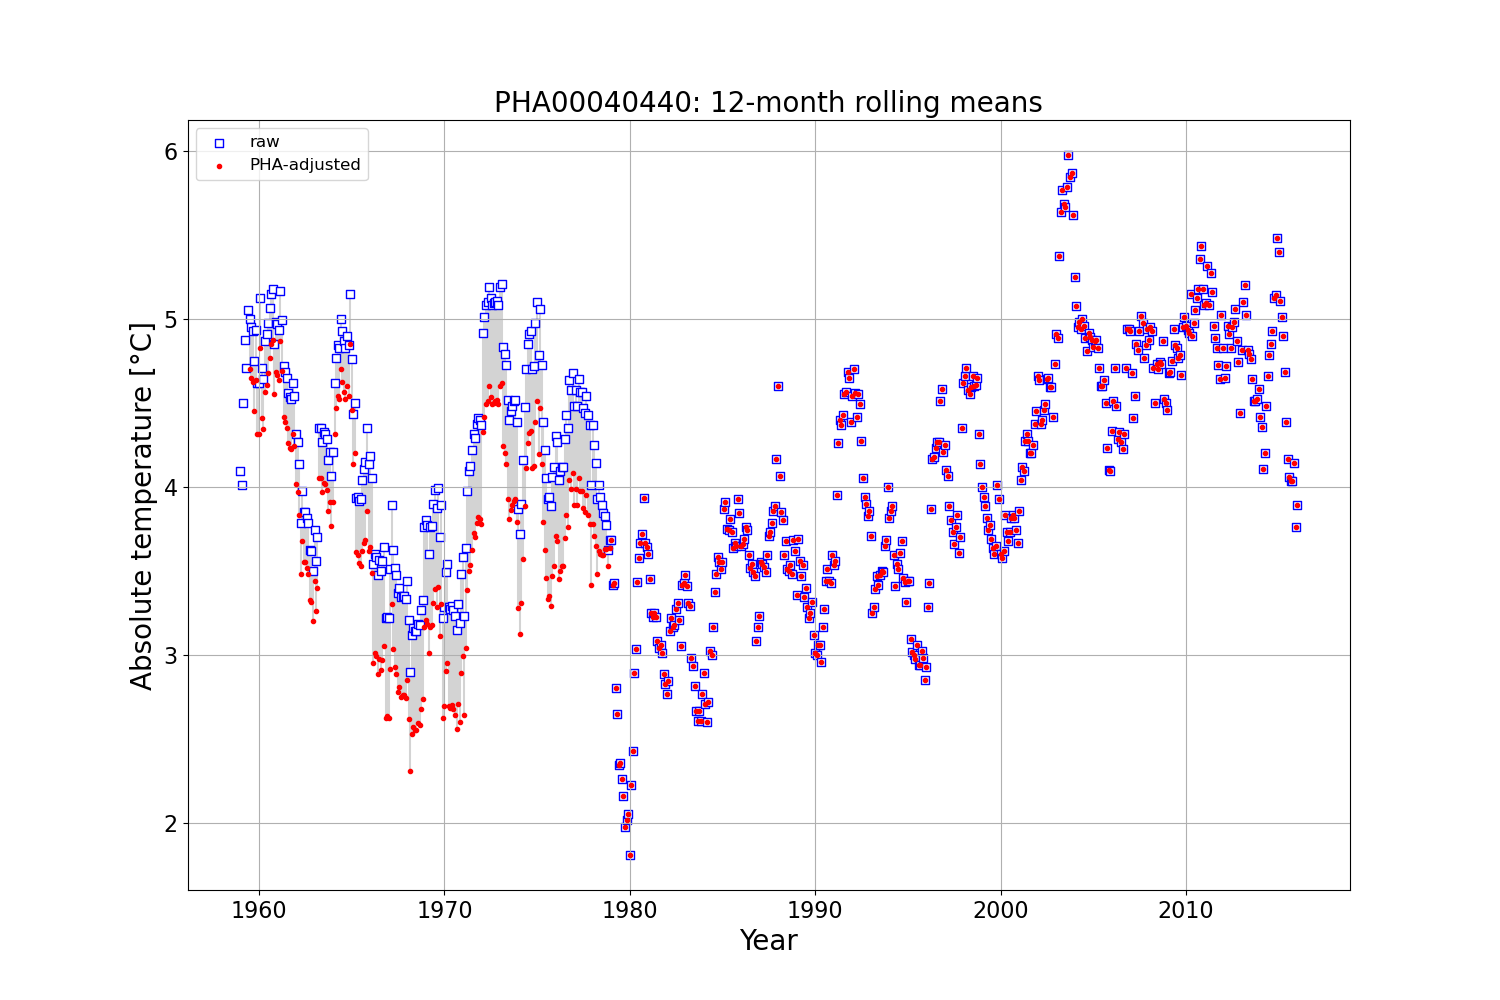 PHA00040440: 12-month rolling means
raw
PHA-adjusted
Absolute temperature [°C]
6
5
4
3
2
1960 1970 1980 1990 2000 2010
Year